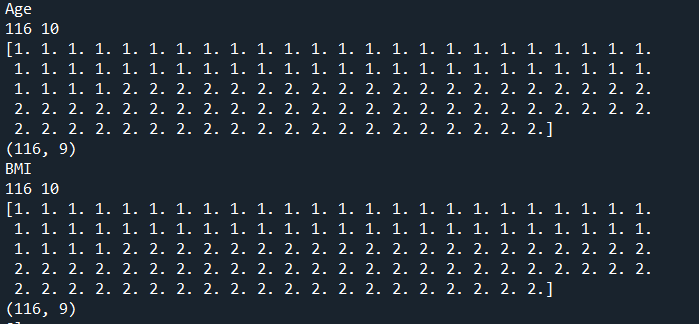 Age
116 10
[1. 1. 1. 1. 1. 1. 1. 1. 1. 1. 1. 1. 1. 1. 1. 1. 1. 1. 1. 1. 1. 1. 1. 1.
1. 1. 1. 1. 1. 1. 1. 1. 1. 1. 1. 1. 1. 1. 1. 1. 1. 1. 1. 1. 1. 1. 1. 1.
1. 1. 1. 1. 2. 2. 2. 2. 2. 2. 2. 2. 2. 2. 2. 2. 2. 2. 2. 2. 2. 2. 2. 2.
2. 2. 2. 2. 2. 2. 2. 2. 2. 2. 2. 2. 2. 2. 2. 2. 2. 2. 2. 2. 2. 2. 2. 2.
2. 2. 2. 2. 2. 2. 2. 2. 2. 2. 2. 2. 2. 2. 2. 2. 2. 2. 2. 2.]
(116, 9)
BMI
116 10
[1. 1. 1. 1. 1. 1. 1. 1. 1. 1. 1. 1. 1. 1. 1. 1. 1. 1. 1. 1. 1. 1. 1. 1.
1. 1. 1. 1. 1. 1. 1. 1. 1. 1. 1. 1. 1. 1. 1. 1. 1. 1. 1. 1. 1. 1. 1. 1.
1. 1. 1. 1. 2. 2. 2. 2. 2. 2. 2. 2. 2. 2. 2. 2. 2. 2. 2. 2. 2. 2. 2. 2.
2. 2. 2. 2. 2. 2. 2. 2. 2. 2. 2. 2. 2. 2. 2. 2. 2. 2. 2. 2. 2. 2. 2. 2.
2. 2. 2. 2. 2. 2. 2. 2. 2. 2. 2. 2. 2. 2. 2. 2. 2. 2. 2. 2.]
(116, 9)